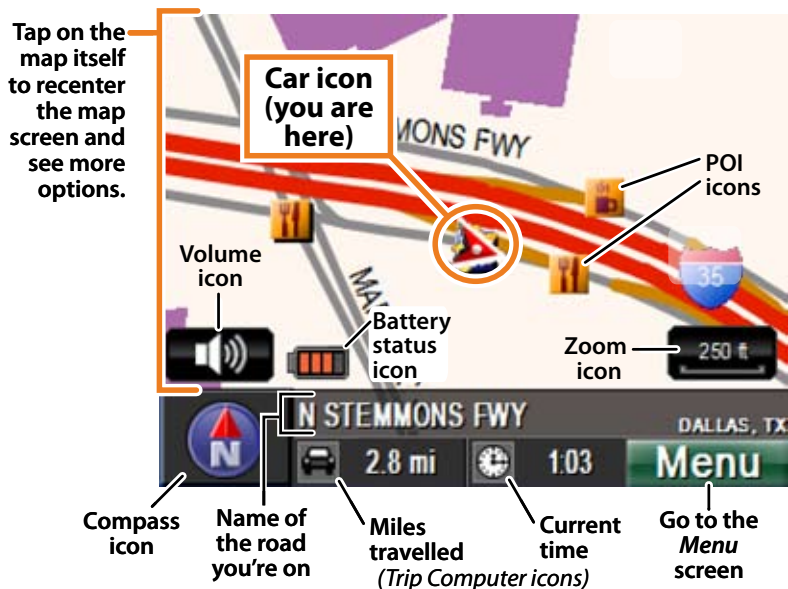 Tap on the
map itself
to recenter
the map
screen and
see more
options.
Car icon
(you are
here)
MMONS FWY
POI
icons
35
Volume
icon
MA
Battery
status
icon
Zoom
icon
250 ft
N STEMMONS FWY
DALLAS, TX
N
2.8 mi
1:03
Menu
Compass
icon
Name of
the road
you're on
Miles
travelled
(Trip Computer icons)
Current
time
Go to the
Menu
screen